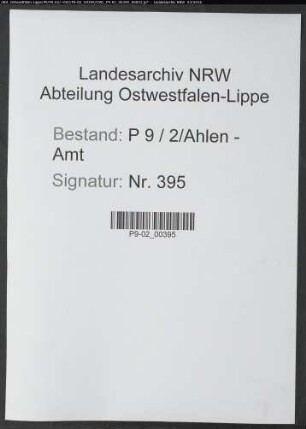 Landesarchiv NRW
Abteilung Ostwestfalen-Lippe
Bestand: P 9 / 2/Ahlen -
Amt
Signatur: Nr. 395
P9-02_00395